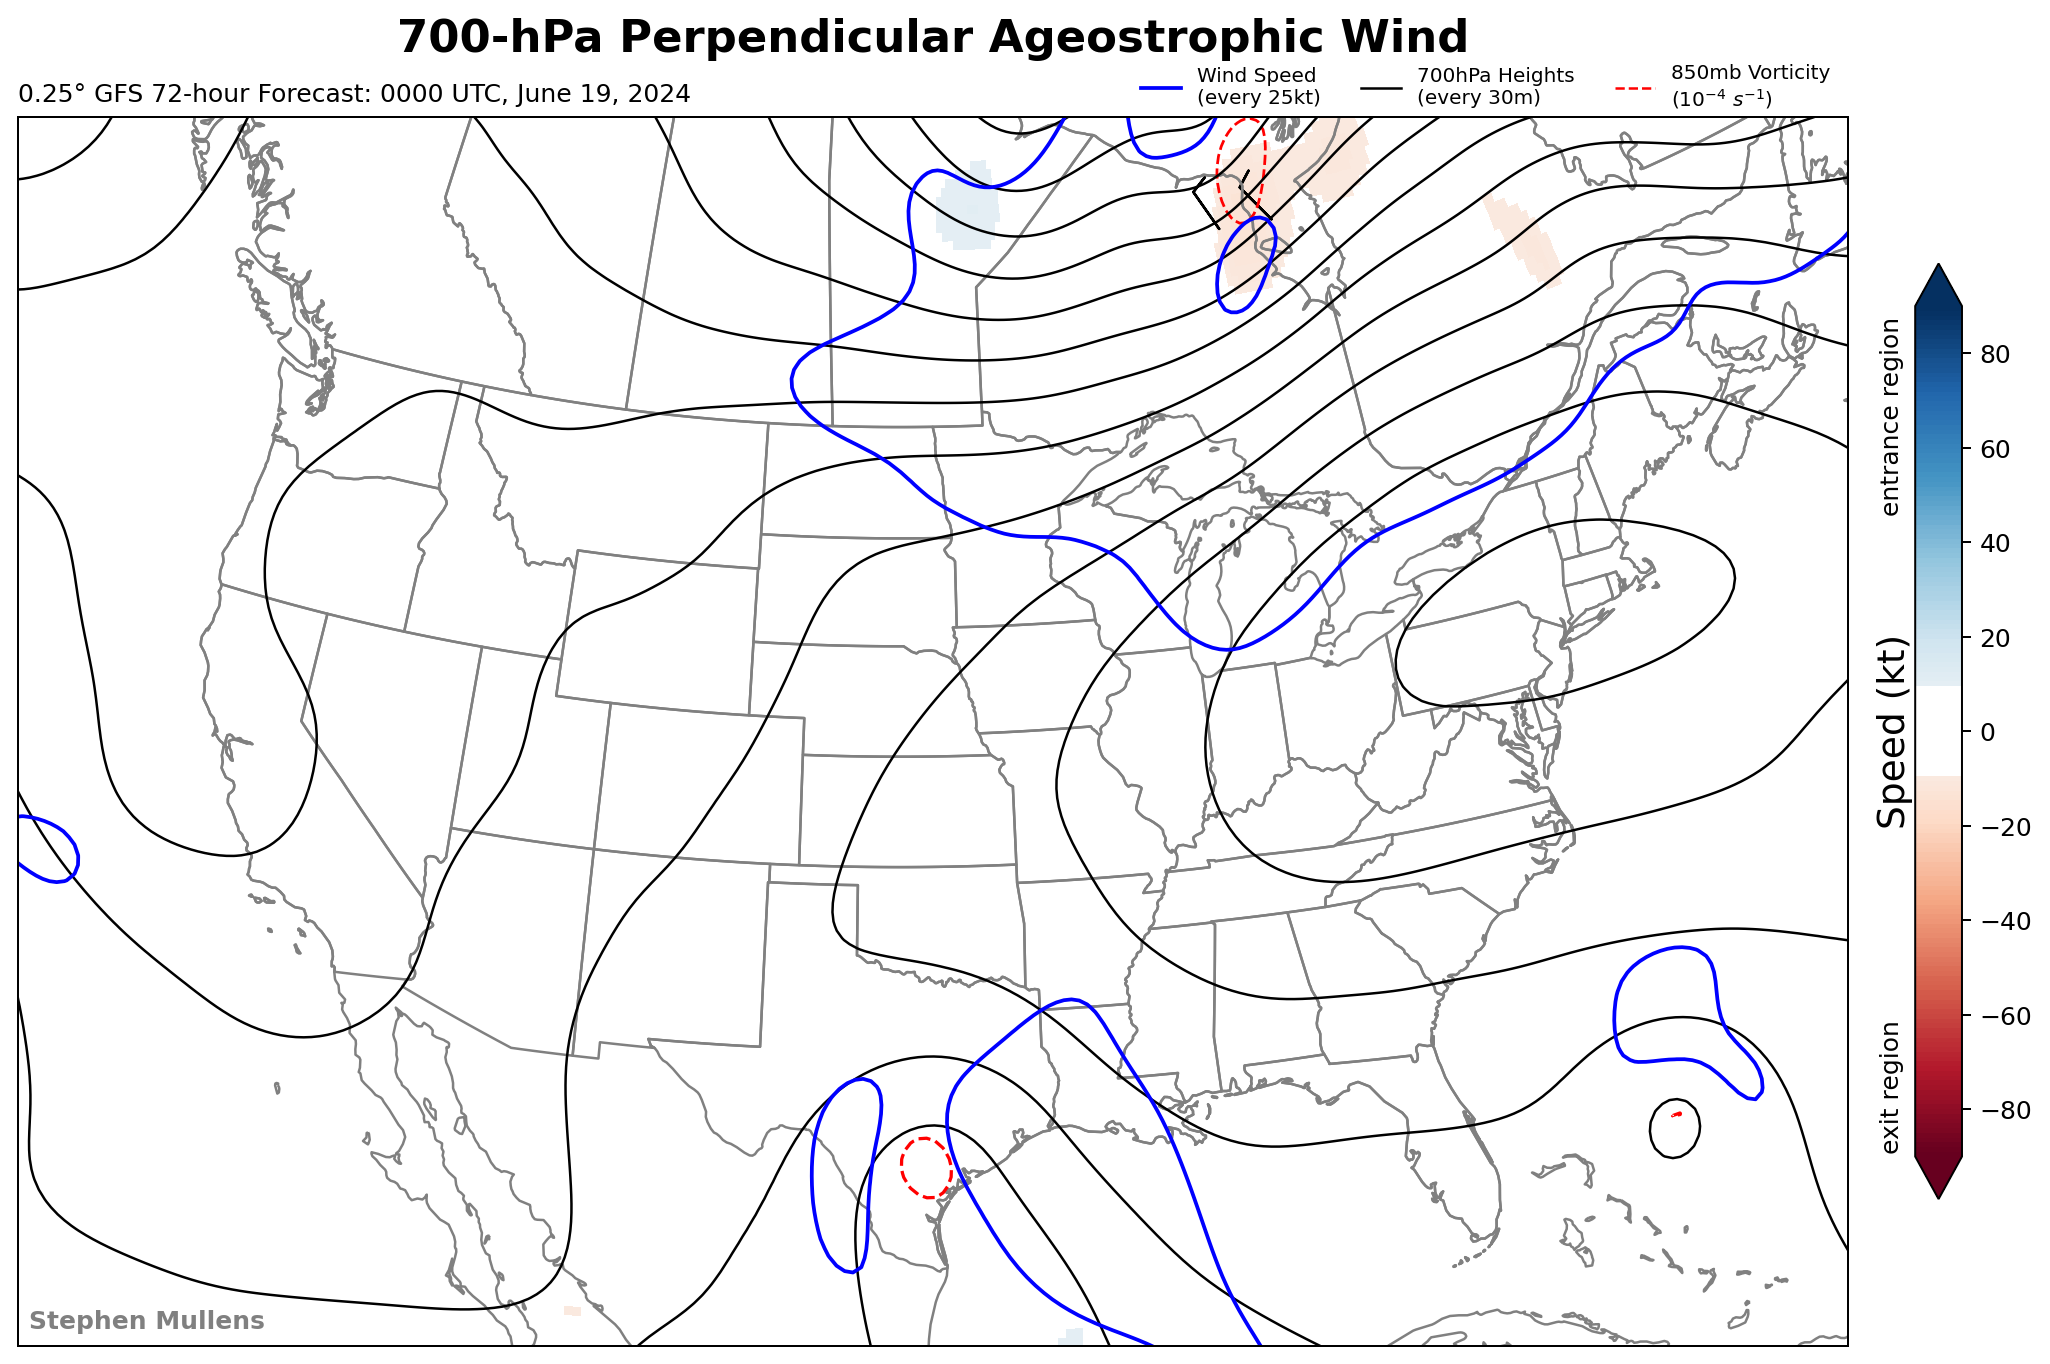 700-hPa Perpendicular Ageostrophic Wind
0.25° GFS 72-hour Forecast: 0000 UTC, June 19, 2024
Wind Speed
(every 25kt)
700hPa Heights
(every 30m)
850mb Vorticity
(10⁻⁴ s⁻¹)
entrance region
Speed (kt)
exit region
80
60
40
20
0
−20
−40
−60
−80
Stephen Mullens